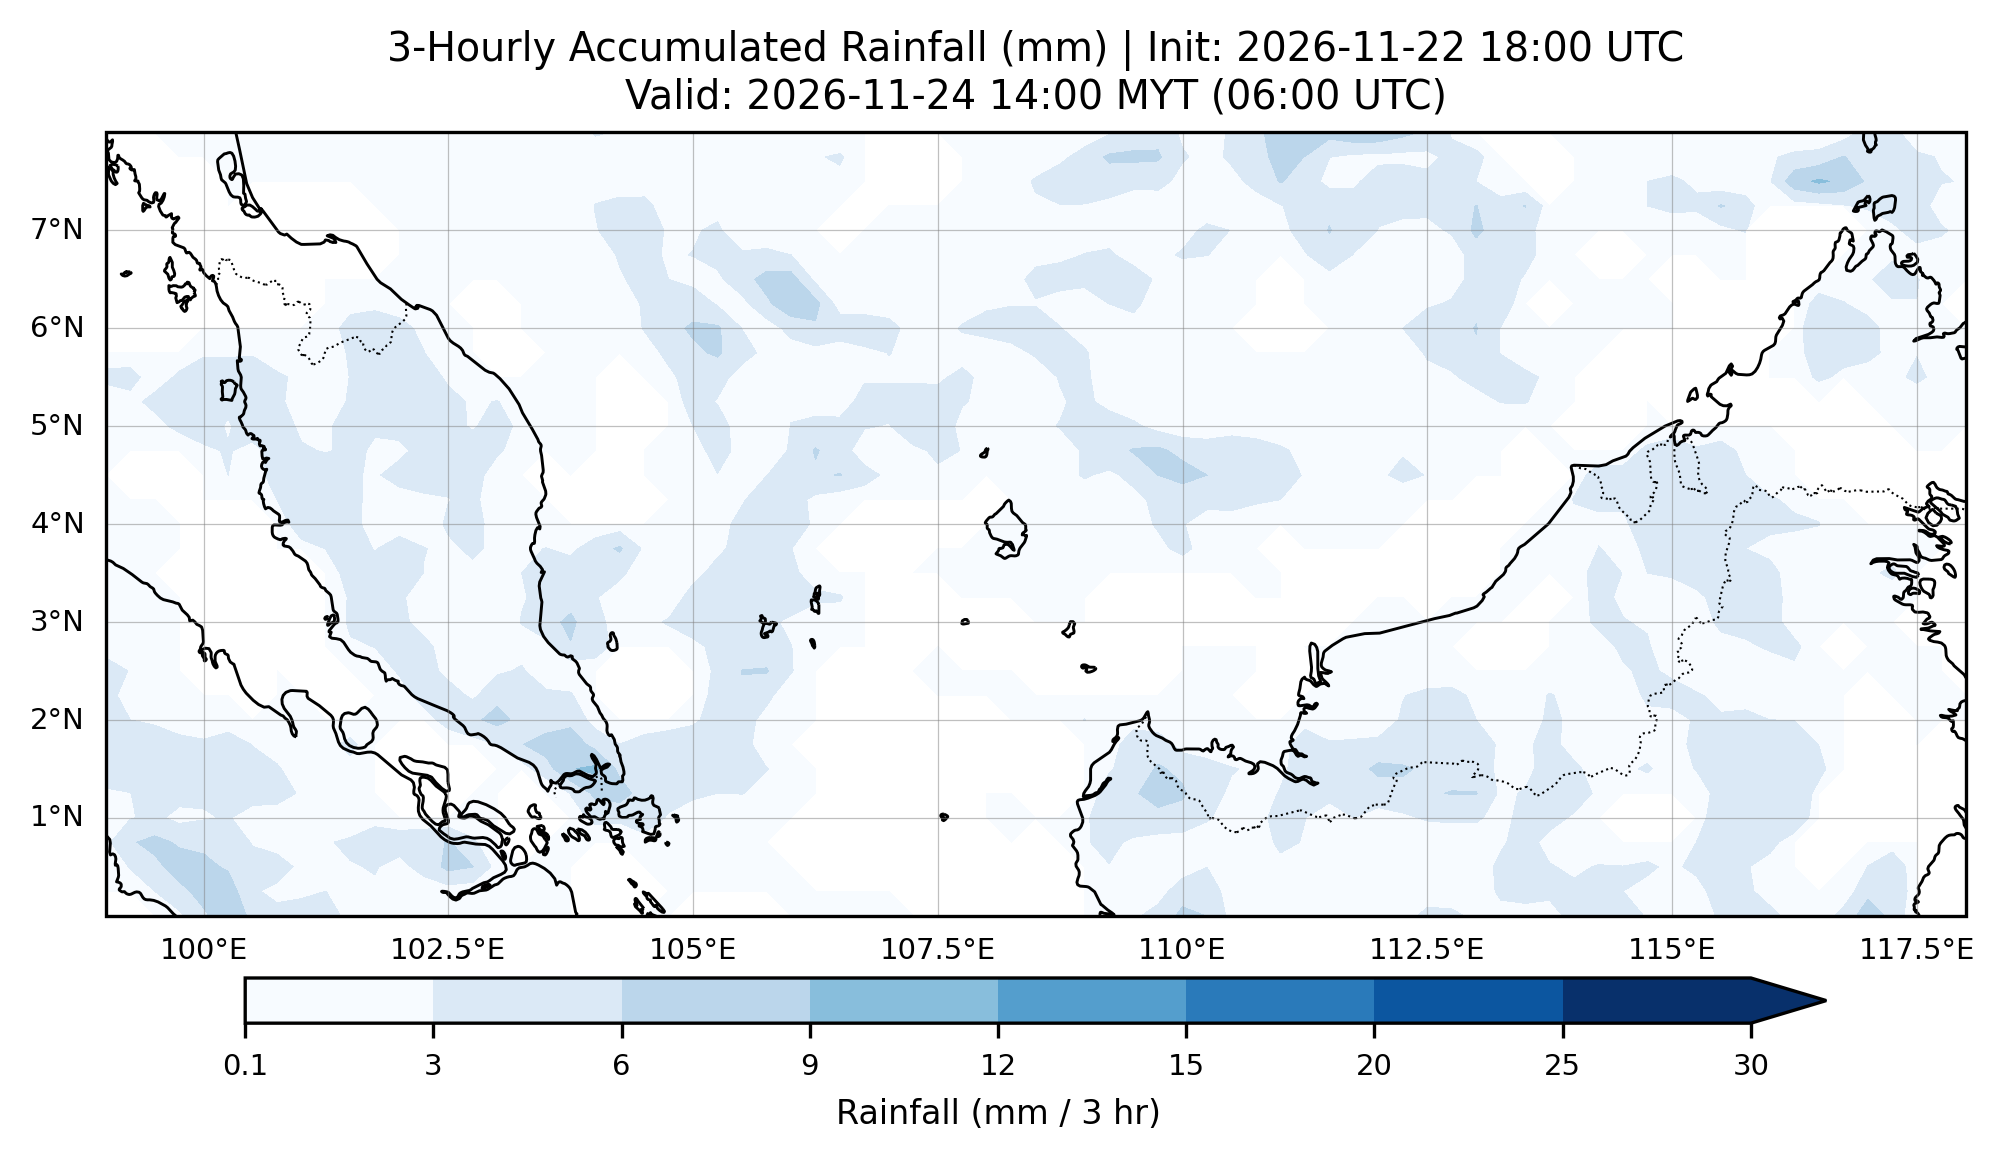 3-Hourly Accumulated Rainfall (mm) | Init: 2026-11-22 18:00 UTC
Valid: 2026-11-24 14:00 MYT (06:00 UTC)
7°N
6°N
5°N
4°N
3°N
2°N
1°N
100°E 102.5°E 105°E 107.5°E 110°E 112.5°E 115°E 117.5°E
0.1 3 6 9 12 15 20 25 30
Rainfall (mm / 3 hr)